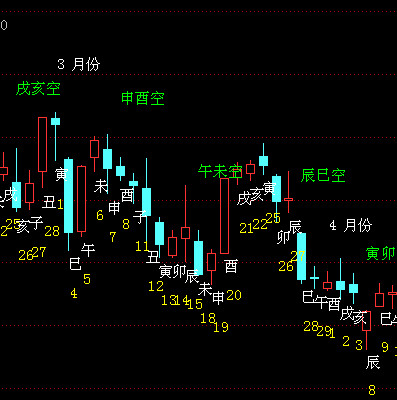 0
3 月份
戌亥空
申酉空
午未空
辰巳空
4 月份
寅卯
戌
亥
子
丑
寅
巳
午
未
申
酉
子
丑
寅
卯
辰
未
申
酉
戌
亥
寅
卯
辰
巳
午
酉
戌
亥
辰
巳
2
25
26
27
28
1
4
5
6
7
8
11
12
13
14
15
18
19
20
21
22
26
28
29
1
2
3
8
9